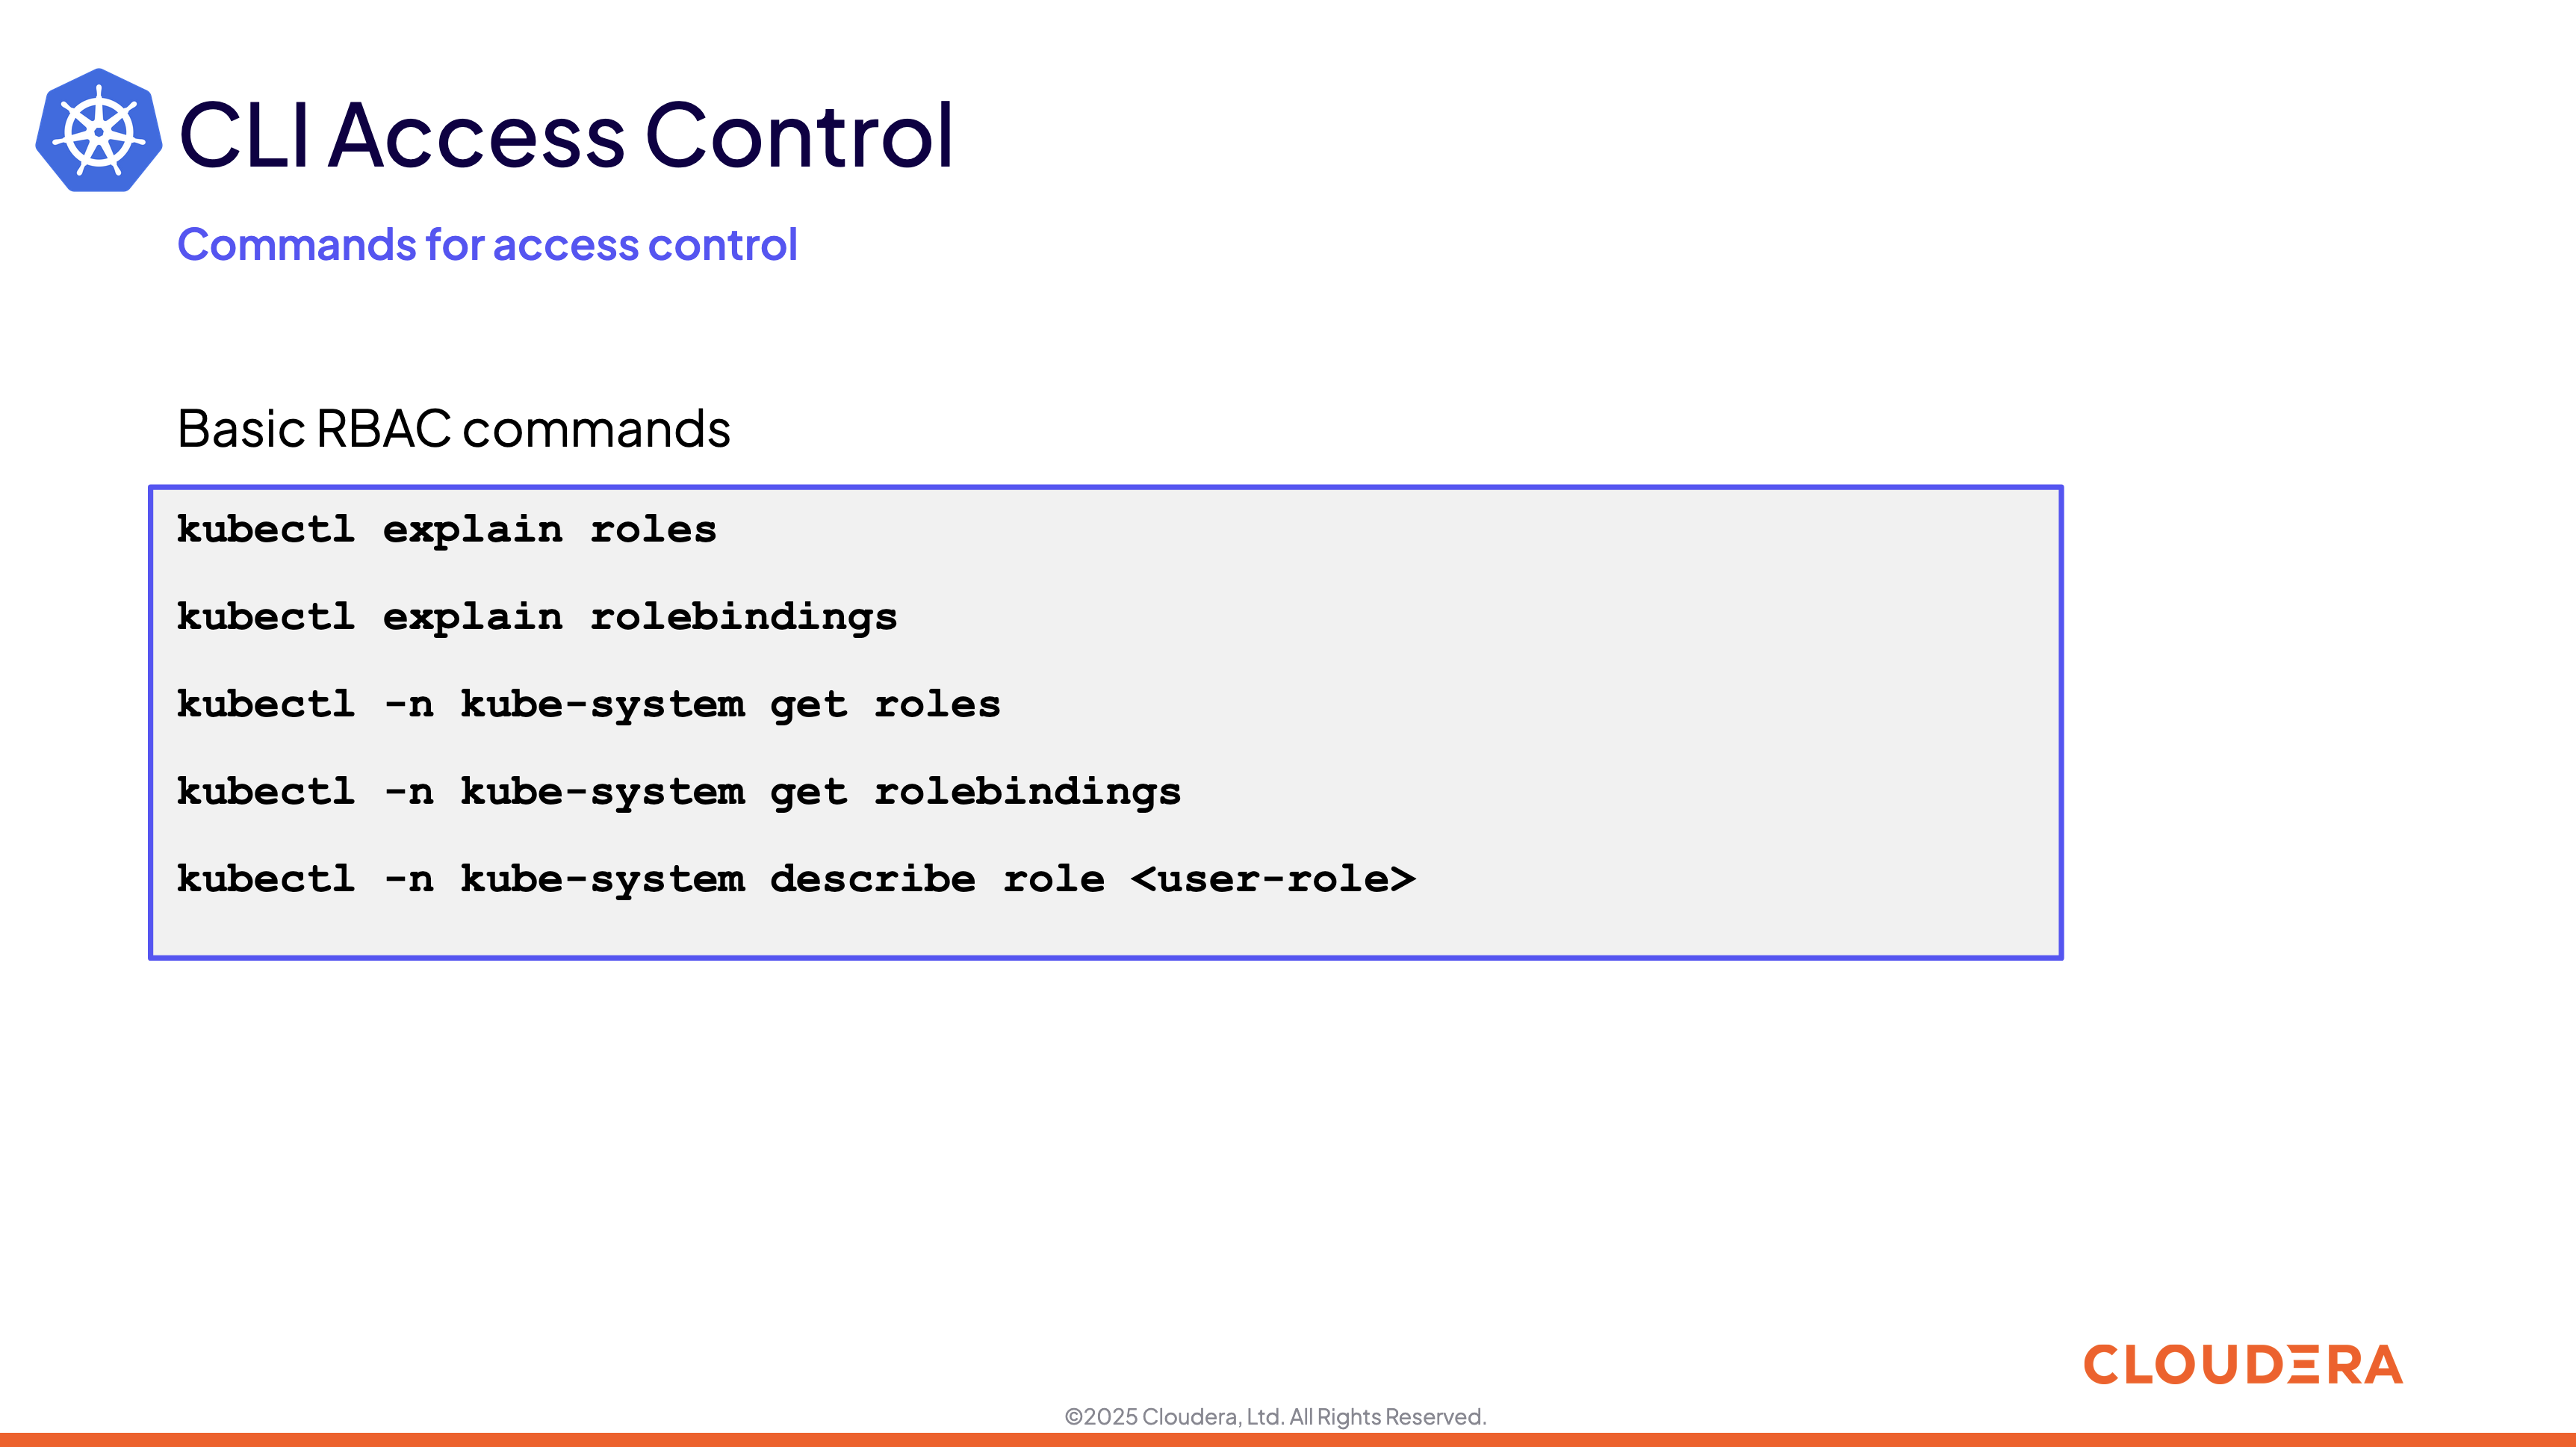 CLI Access Control
Commands for access control
Basic RBAC commands
kubectl explain roles
kubectl explain rolebindings
kubectl -n kube-system get roles
kubectl -n kube-system get rolebindings
kubectl -n kube-system describe role <user-role>
CLOUDERA
©2025 Cloudera, Ltd. All Rights Reserved.